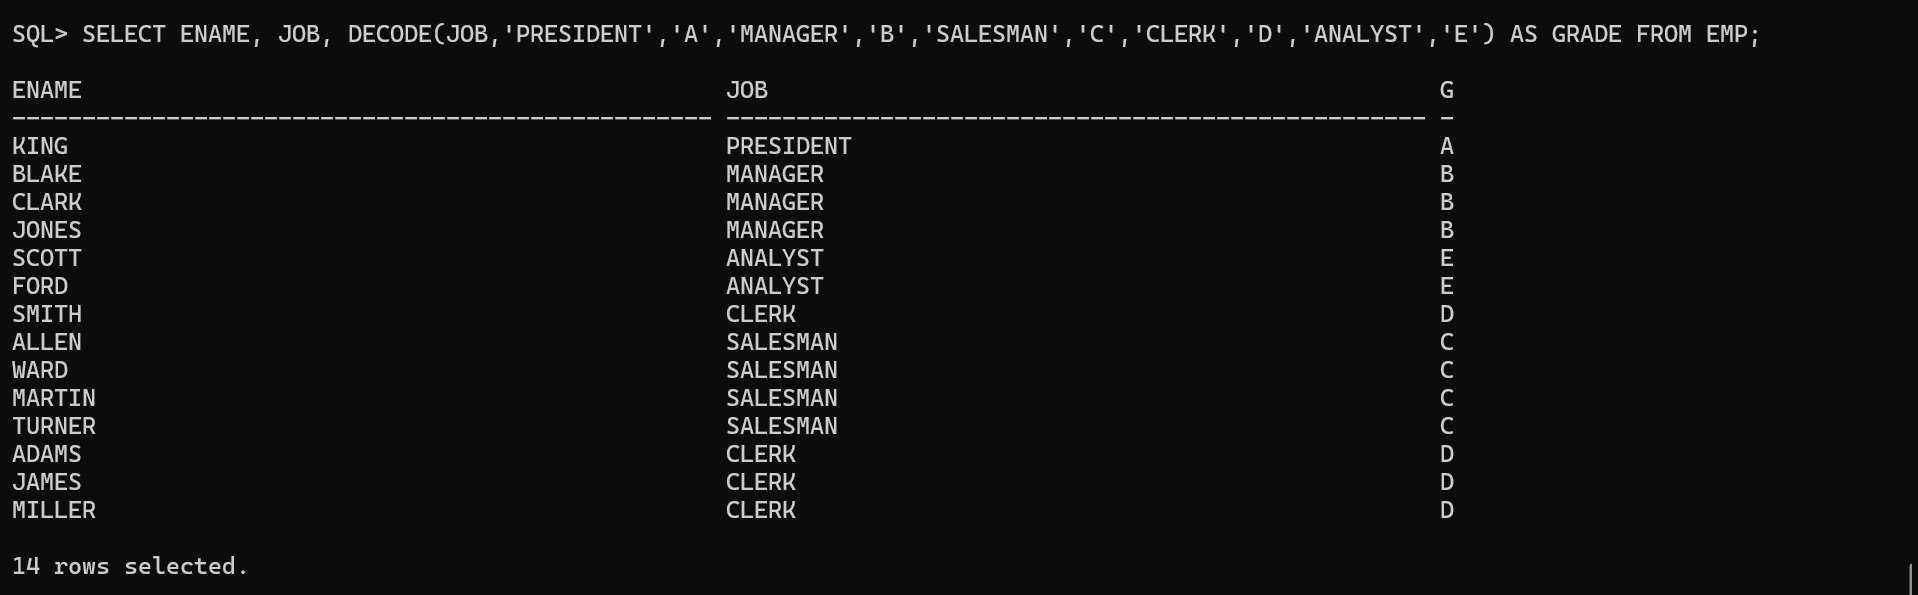 SQL> SELECT ENAME, JOB, DECODE(JOB,'PRESIDENT','A','MANAGER','B','SALESMAN','C','CLERK','D','ANALYST','E') AS GRADE FROM EMP;
ENAME JOB G
-------------------------------------------------- -------------------------------------------------- -
KING PRESIDENT A
BLAKE MANAGER B
CLARK MANAGER B
JONES MANAGER B
SCOTT ANALYST E
FORD ANALYST E
SMITH CLERK D
ALLEN SALESMAN C
WARD SALESMAN C
MARTIN SALESMAN C
TURNER SALESMAN C
ADAMS CLERK D
JAMES CLERK D
MILLER CLERK D
14 rows selected.